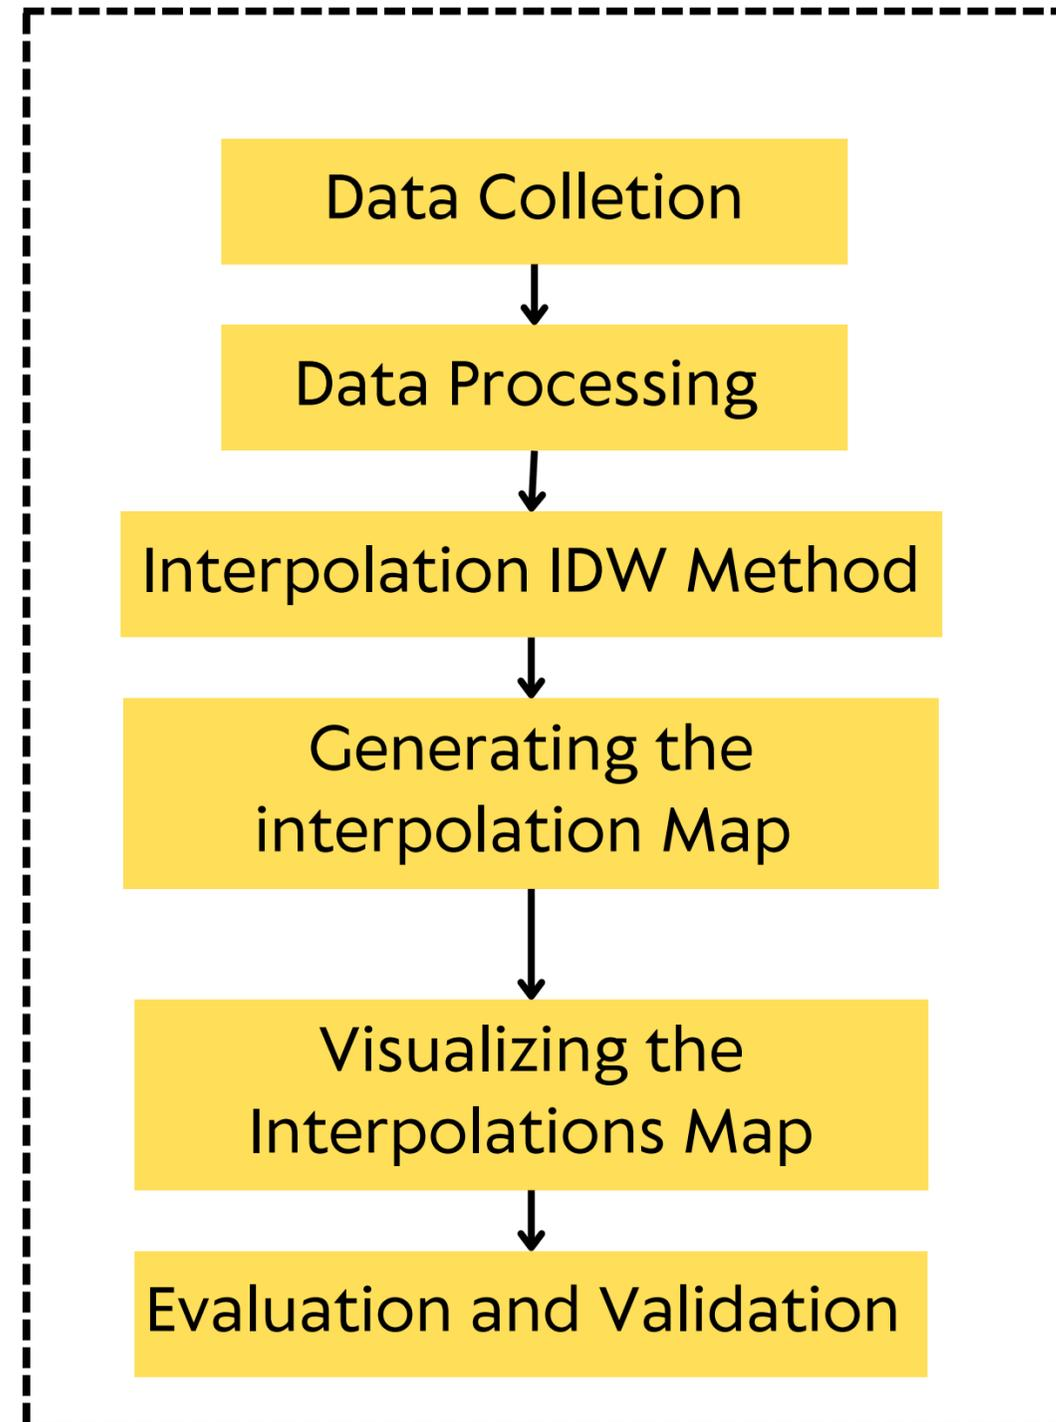 Data Colletion
Data Processing
Interpolation IDW Method
Generating the
interpolation Map
Visualizing the
Interpolations Map
Evaluation and Validation